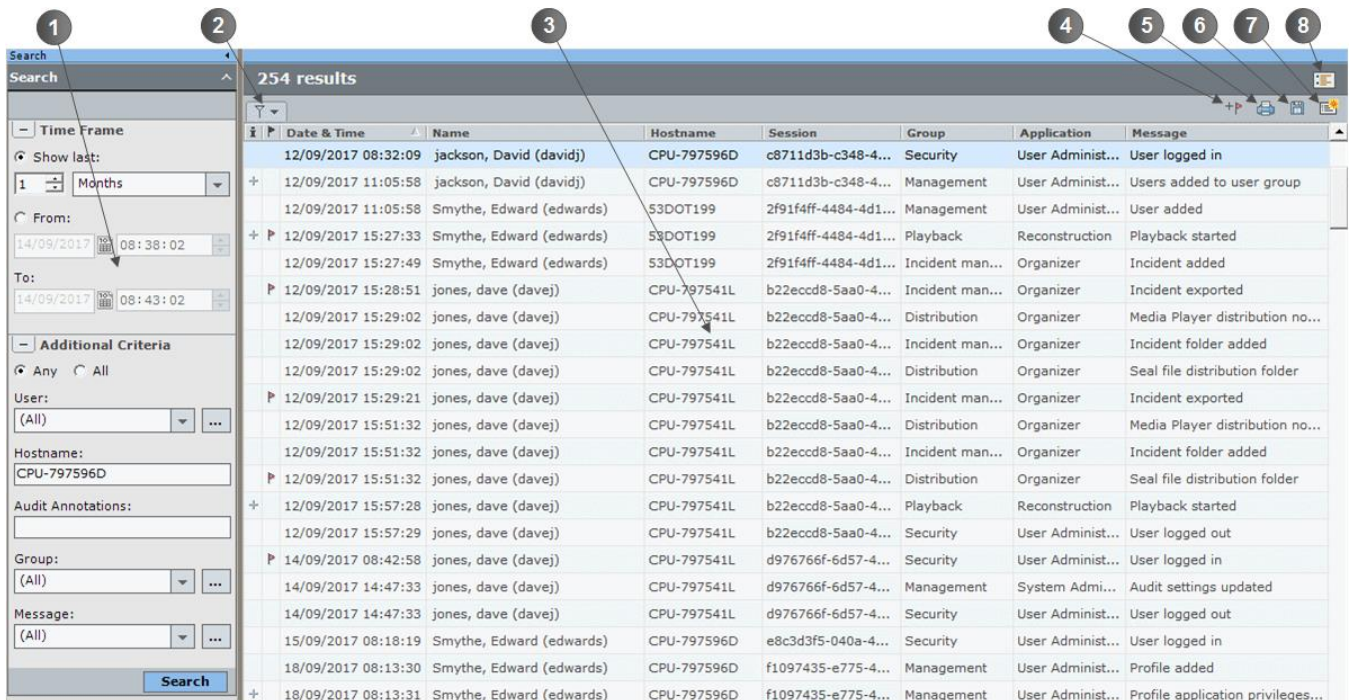 1 2 3 4 5 6 7 8
Search
Search
254 results
Time Frame
Show last:
1 Months
From:
14/09/2017 08:38:02
To:
14/09/2017 08:43:02
Additional Criteria
Any All
User:
(All) ...
Hostname:
CPU-797596D
Audit Annotations:
Group:
(All) ...
Message:
(All) ...
Search
Date & Time Name Hostname Session Group Application Message
12/09/2017 08:32:09 jackson, David (davidj) CPU-797596D c8711d3b-c348-4... Security User Administ... User logged in
12/09/2017 11:05:58 jackson, David (davidj) CPU-797596D c8711d3b-c348-4... Management User Administ... Users added to user group
12/09/2017 11:05:58 Smythe, Edward (edwards) 53DOT199 2f91f4ff-4484-4d1... Management User Administ... User added
12/09/2017 15:27:33 Smythe, Edward (edwards) 53DOT199 2f91f4ff-4484-4d1... Playback Reconstruction Playback started
12/09/2017 15:27:49 Smythe, Edward (edwards) 53DOT199 2f91f4ff-4484-4d1... Incident man... Organizer Incident added
12/09/2017 15:28:51 jones, dave (davej) CPU-797541L b22eccd8-5aa0-4... Incident man... Organizer Incident exported
12/09/2017 15:29:02 jones, dave (davej) CPU-797541L b22eccd8-5aa0-4... Distribution Organizer Media Player distribution no...
12/09/2017 15:29:02 jones, dave (davej) CPU-797541L b22eccd8-5aa0-4... Incident man... Organizer Incident folder added
12/09/2017 15:29:02 jones, dave (davej) CPU-797541L b22eccd8-5aa0-4... Distribution Organizer Seal file distribution folder
12/09/2017 15:29:21 jones, dave (davej) CPU-797541L b22eccd8-5aa0-4... Incident man... Organizer Incident exported
12/09/2017 15:51:32 jones, dave (davej) CPU-797541L b22eccd8-5aa0-4... Distribution Organizer Media Player distribution no...
12/09/2017 15:51:32 jones, dave (davej) CPU-797541L b22eccd8-5aa0-4... Incident man... Organizer Incident folder added
12/09/2017 15:51:32 jones, dave (davej) CPU-797541L b22eccd8-5aa0-4... Distribution Organizer Seal file distribution folder
12/09/2017 15:57:28 jones, dave (davej) CPU-797541L b22eccd8-5aa0-4... Playback Reconstruction Playback started
12/09/2017 15:57:29 jones, dave (davej) CPU-797541L b22eccd8-5aa0-4... Security User Administ... User logged out
14/09/2017 08:42:58 jones, dave (davej) CPU-797541L d976766f-6d57-4... Security User Administ... User logged in
14/09/2017 14:47:33 jones, dave (davej) CPU-797541L d976766f-6d57-4... Management System Admi... Audit settings updated
14/09/2017 14:47:33 jones, dave (davej) CPU-797541L d976766f-6d57-4... Security User Administ... User logged out
15/09/2017 08:18:19 Smythe, Edward (edwards) CPU-797596D e8c3d3f5-040a-4... Security User Administ... User logged in
18/09/2017 08:13:30 Smythe, Edward (edwards) CPU-797596D f1097435-e775-4... Management User Administ... Profile added
18/09/2017 08:13:31 Smythe, Edward (edwards) CPU-797596D f1097435-e775-4... Management User Administ... Profile application privileges...